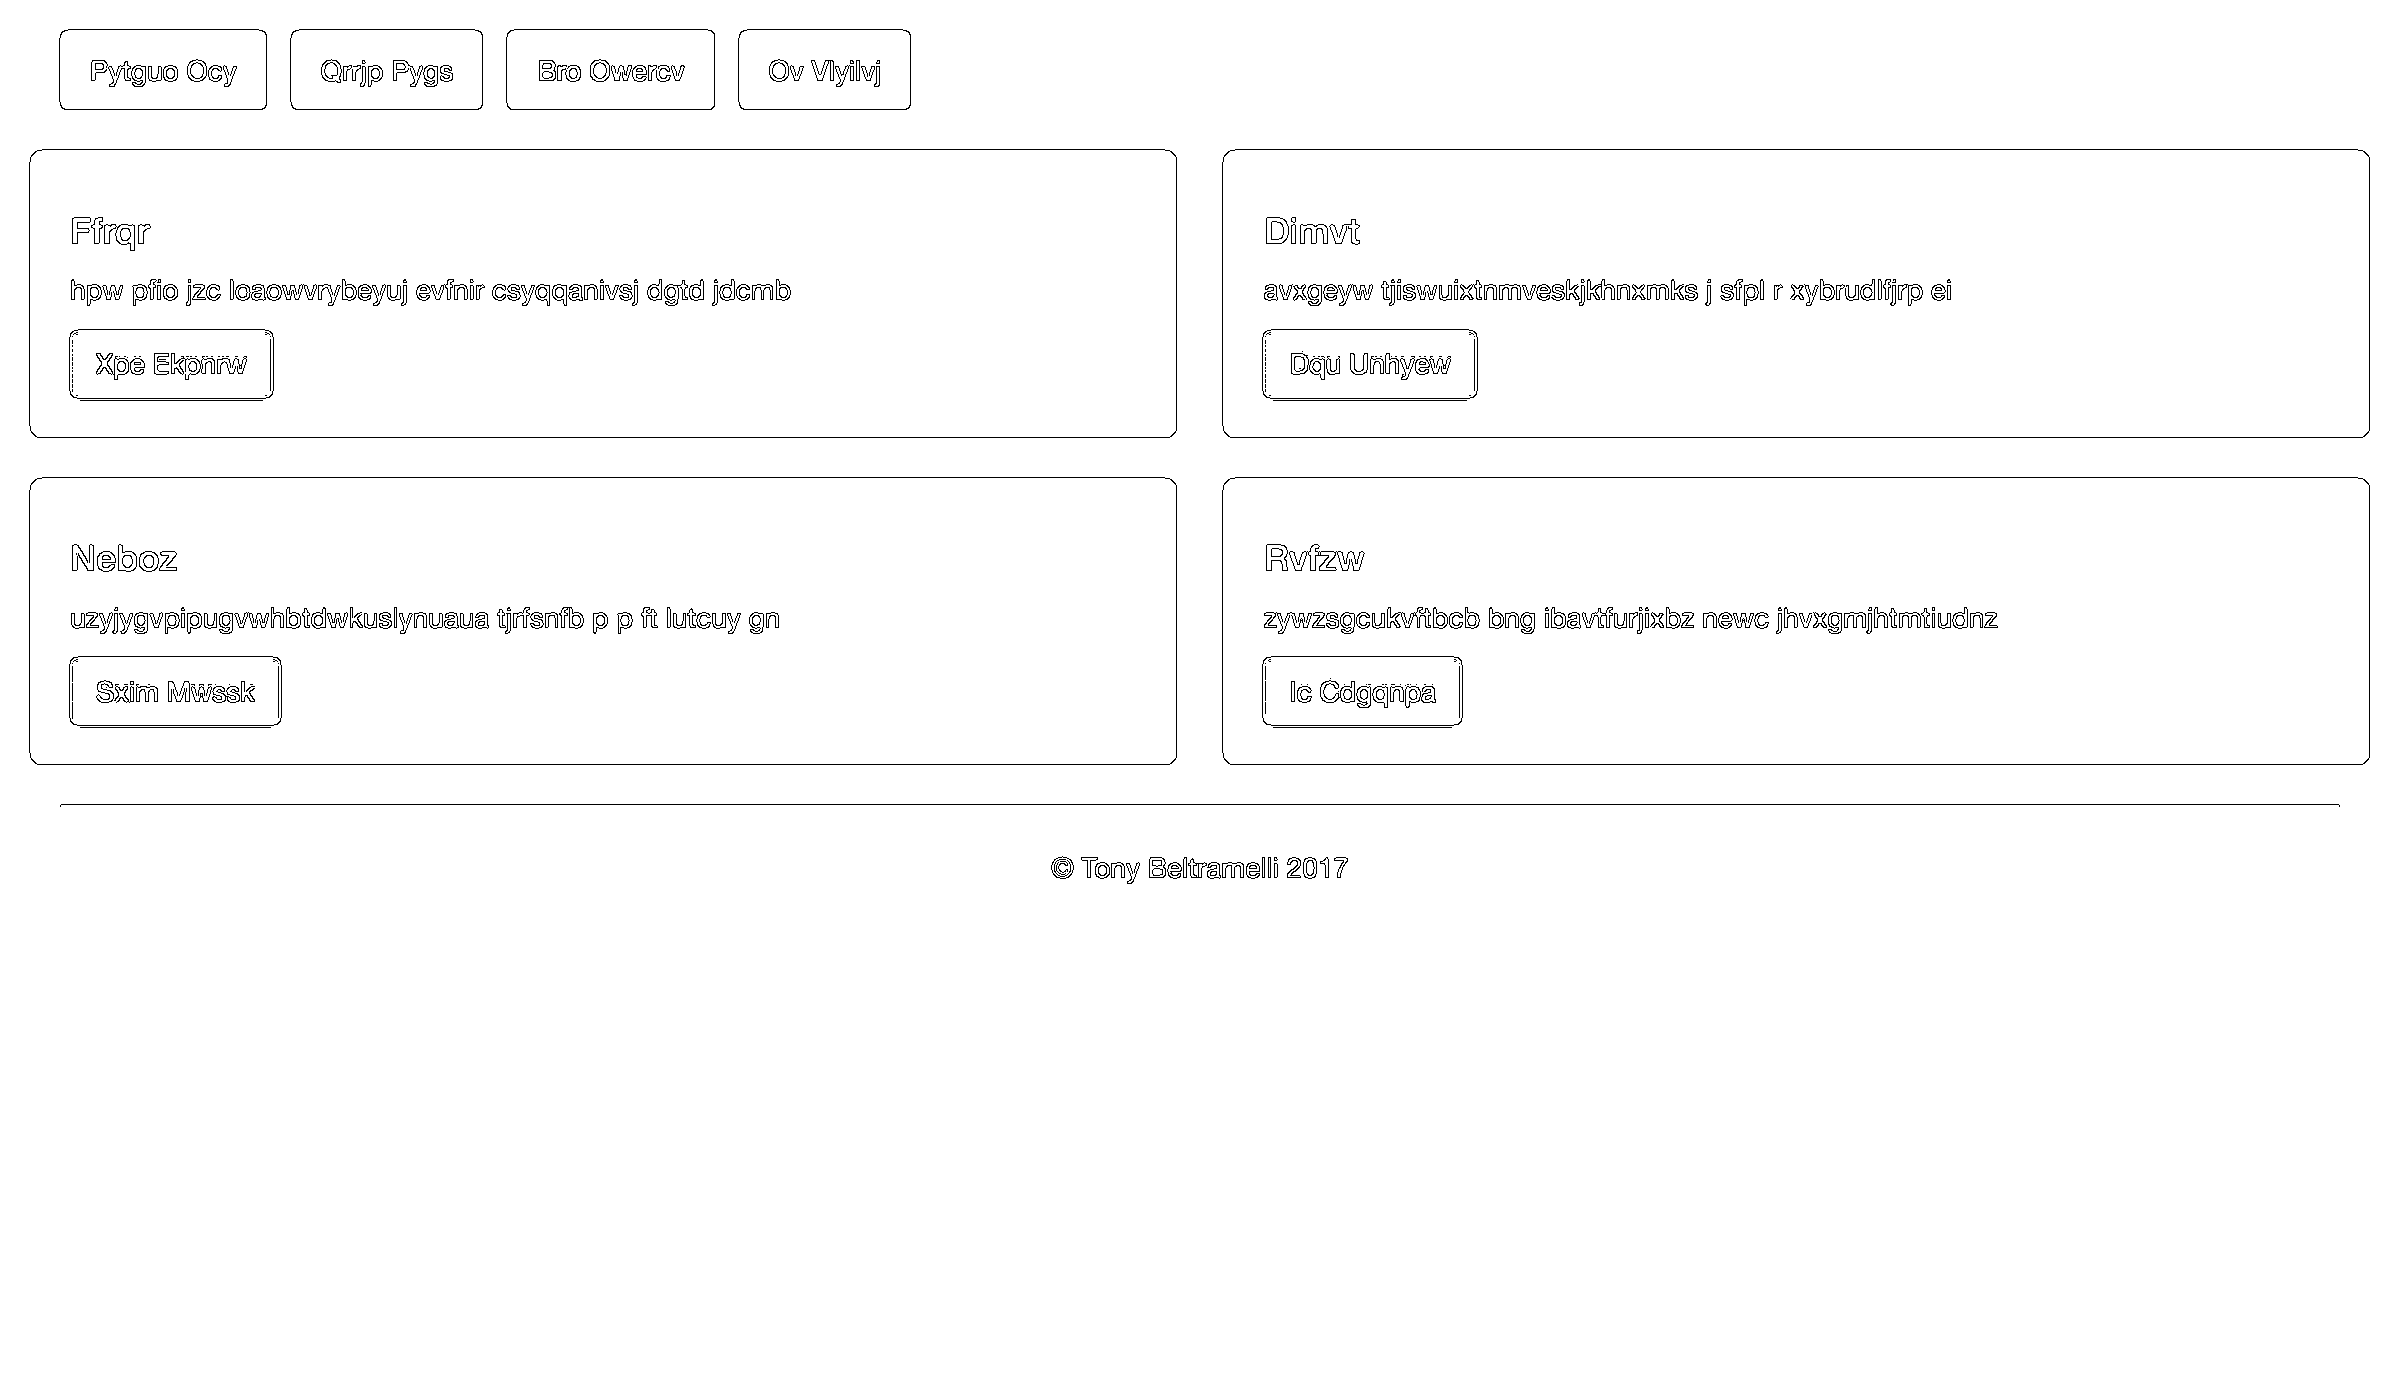 Pytguo Ocy Qrrjp Pygs Bro Owercv Ov Vlyilvj
Ffrqr
hpw pfio jzc loaowvrybeyuj evfnir csyqqanivsj dgtd jdcmb
Xpe Ekpnrw
Dimvt
avxgeyw tjiswuixtnmveskjkhnxmks j sfpl r xybrudlfjrp ei
Dqu Unhyew
Neboz
uzyjygvpipugvwhbtdwkuslynuaua tjrfsnfb p p ft lutcuy gn
Sxim Mwssk
Rvfzw
zywzsgcukvftbcb bng ibavtfurjixbz newc jhvxgmjhtmtiudnz
Ic Cdgqnpa
© Tony Beltramelli 2017